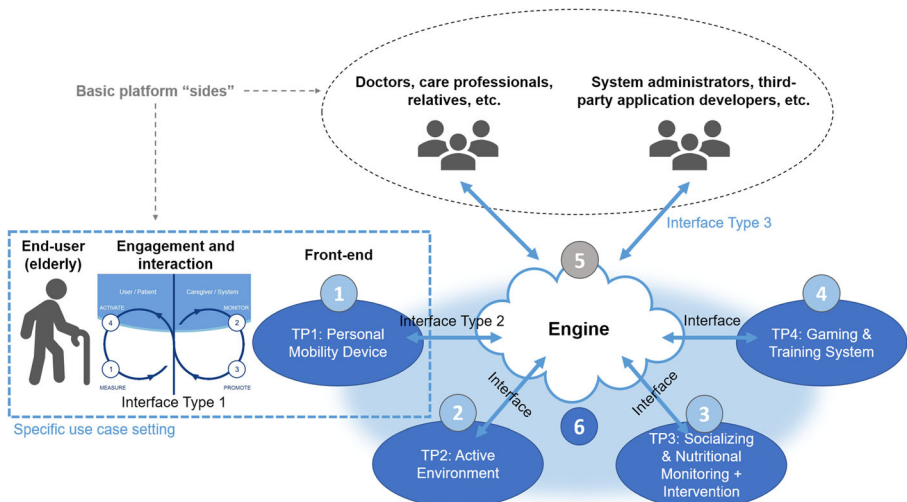 Doctors, care professionals,
relatives, etc.
System administrators, third-
party application developers, etc.
Basic platform “sides”
Interface Type 3
End-user
(elderly)
Engagement and
interaction
Front-end
User / Patient
Caregiver / System
ACTIVATE
MONITOR
4
2
1
3
MEASURE
PROMOTE
Interface Type 1
1
TP1: Personal
Mobility Device
Interface Type 2
5
Engine
Interface
4
TP4: Gaming &
Training System
Interface
Interface
2
TP2: Active
Environment
6
3
TP3: Socializing
& Nutritional
Monitoring +
Intervention
Specific use case setting